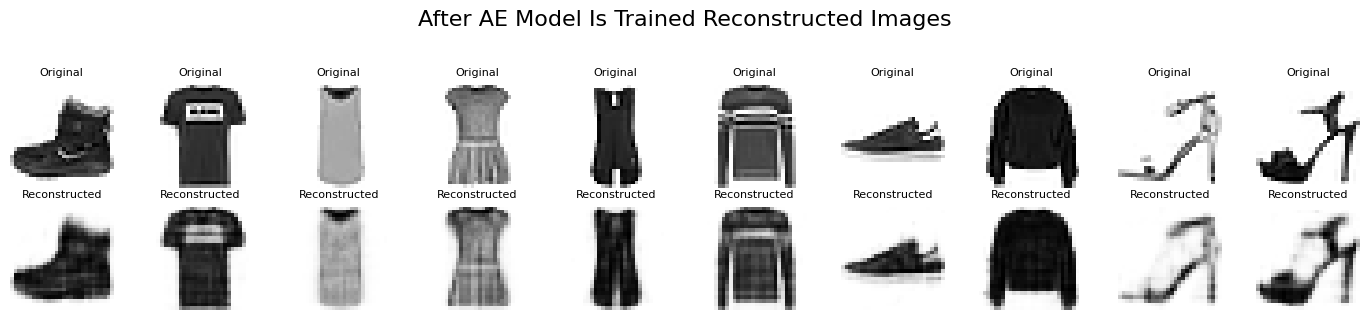 After AE Model Is Trained Reconstructed Images
Original Original Original Original Original Original Original Original Original Original
Reconstructed Reconstructed Reconstructed Reconstructed Reconstructed Reconstructed Reconstructed Reconstructed Reconstructed Reconstructed